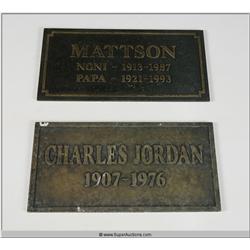 MATTSON
NONI - 1913-1987
PAPA - 1921-1993
CHARLES JORDAN
1907-1976
© www.SuperAuctions.com